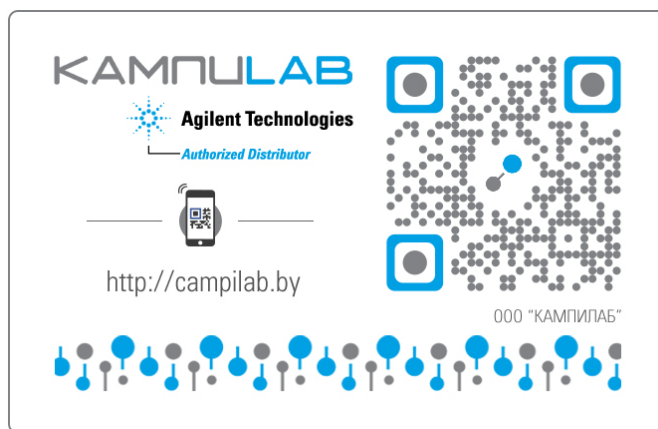 КАМПИLAB
Agilent Technologies
Authorized Distributor
http://campilab.by
ООО "КАМПИЛАБ"